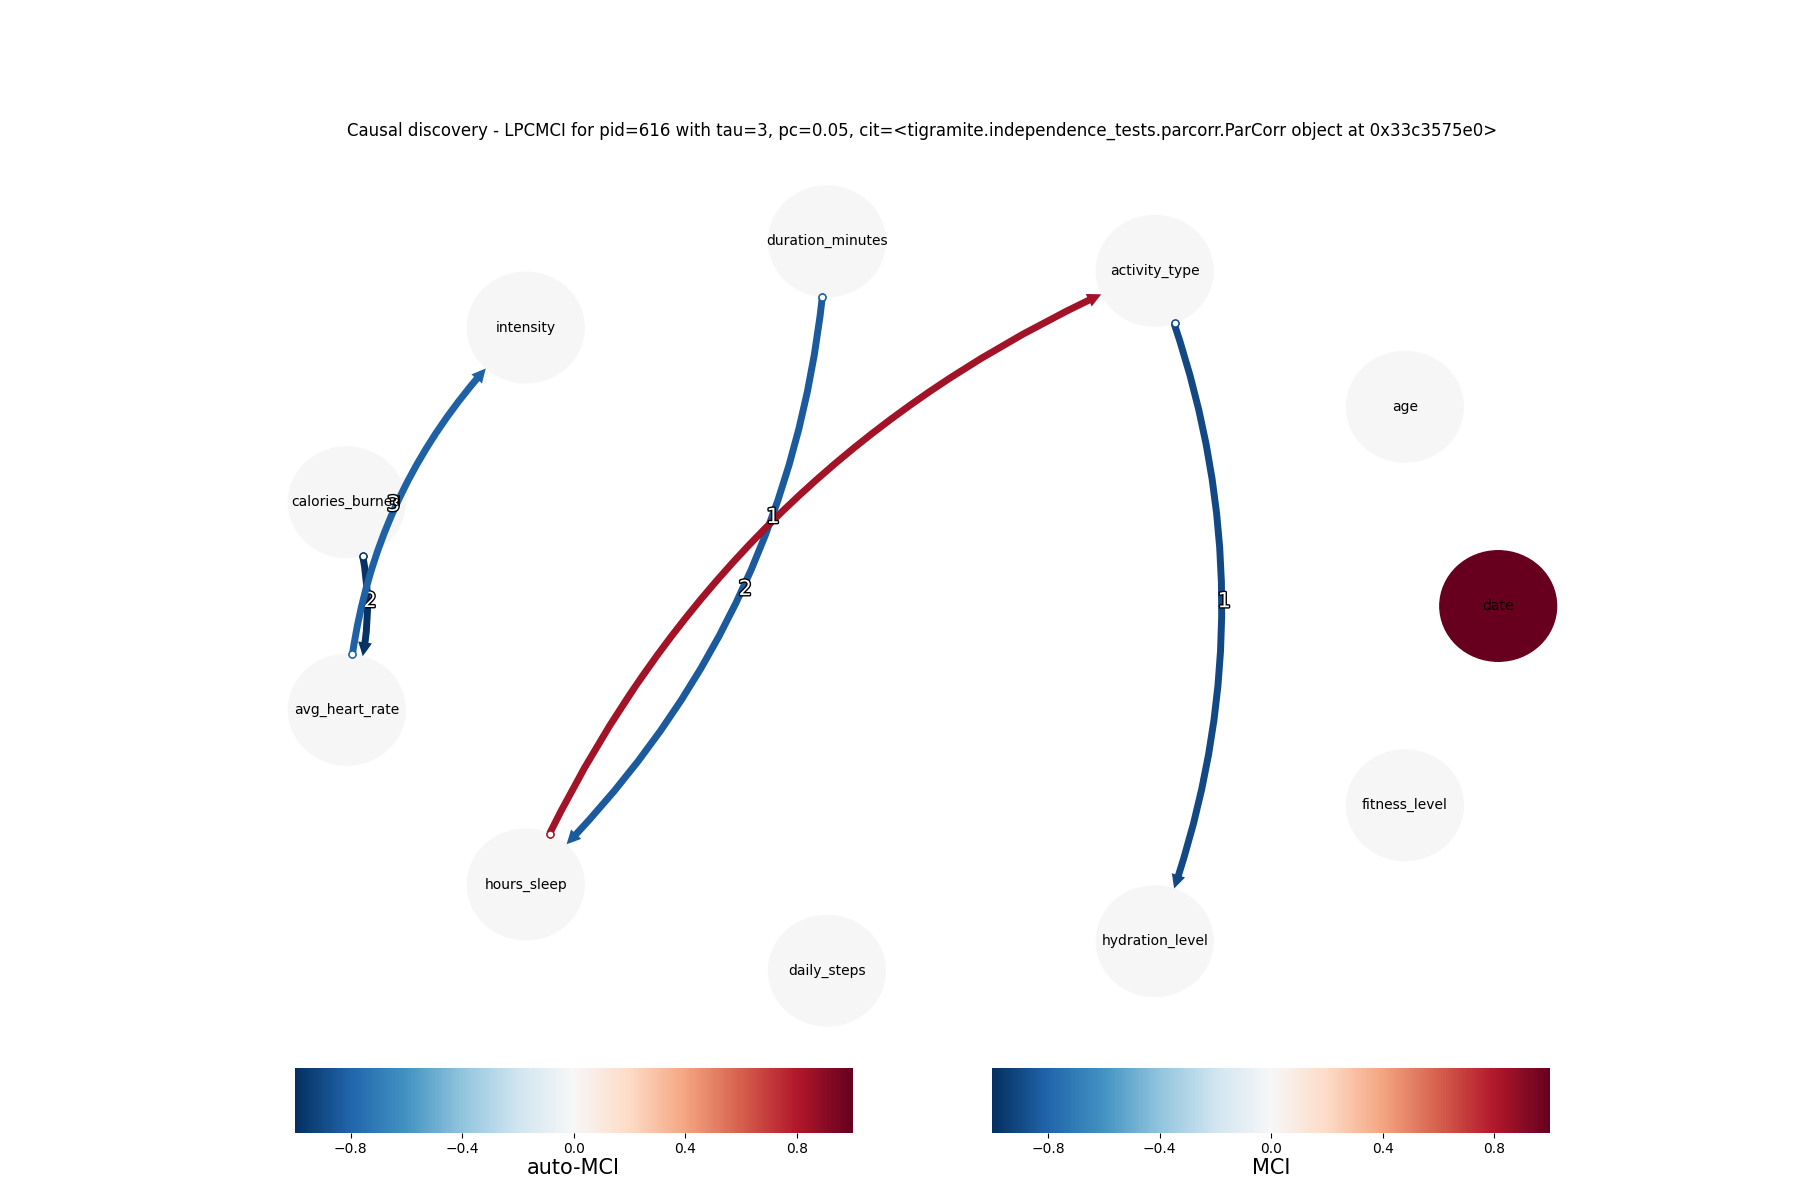 Causal discovery - LPCMCI for pid=616 with tau=3, pc=0.05, cit=<tigramite.independence_tests.parcorr.ParCorr object at 0x33c3575e0>
duration_minutes
activity_type
intensity
age
calories_burned
3
1
2
2
1
date
avg_heart_rate
fitness_level
hours_sleep
hydration_level
daily_steps
−0.8 −0.4 0.0 0.4 0.8
auto-MCI
−0.8 −0.4 0.0 0.4 0.8
MCI